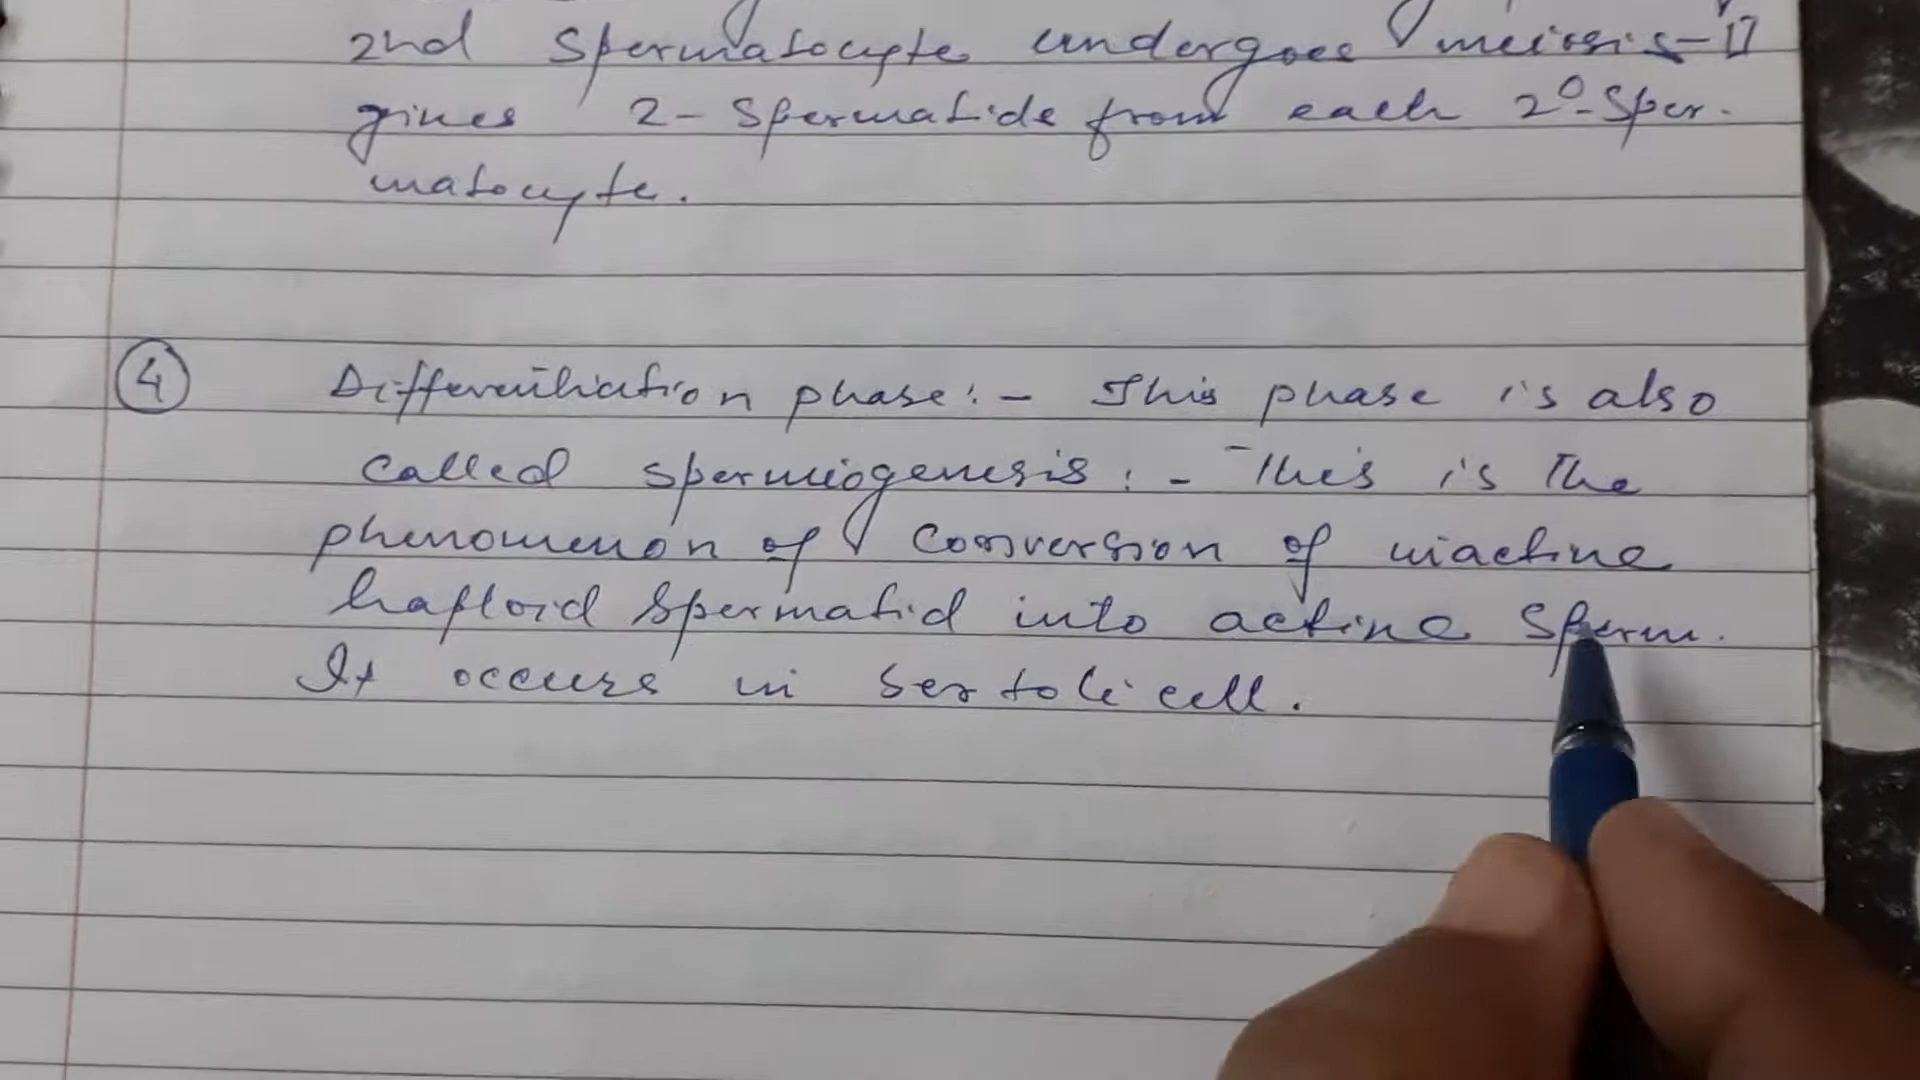 2nd Spermatocyte undergoes meiosis-II
gives 2- Spermatids from each 2°-Sper-
matocyte.
④ Differentiation phase:- This phase is also
called spermiogenesis:- This is the
phenomenon of conversion of inactive
haploid spermatid into active sperm.
It occurs in sertoli cell.